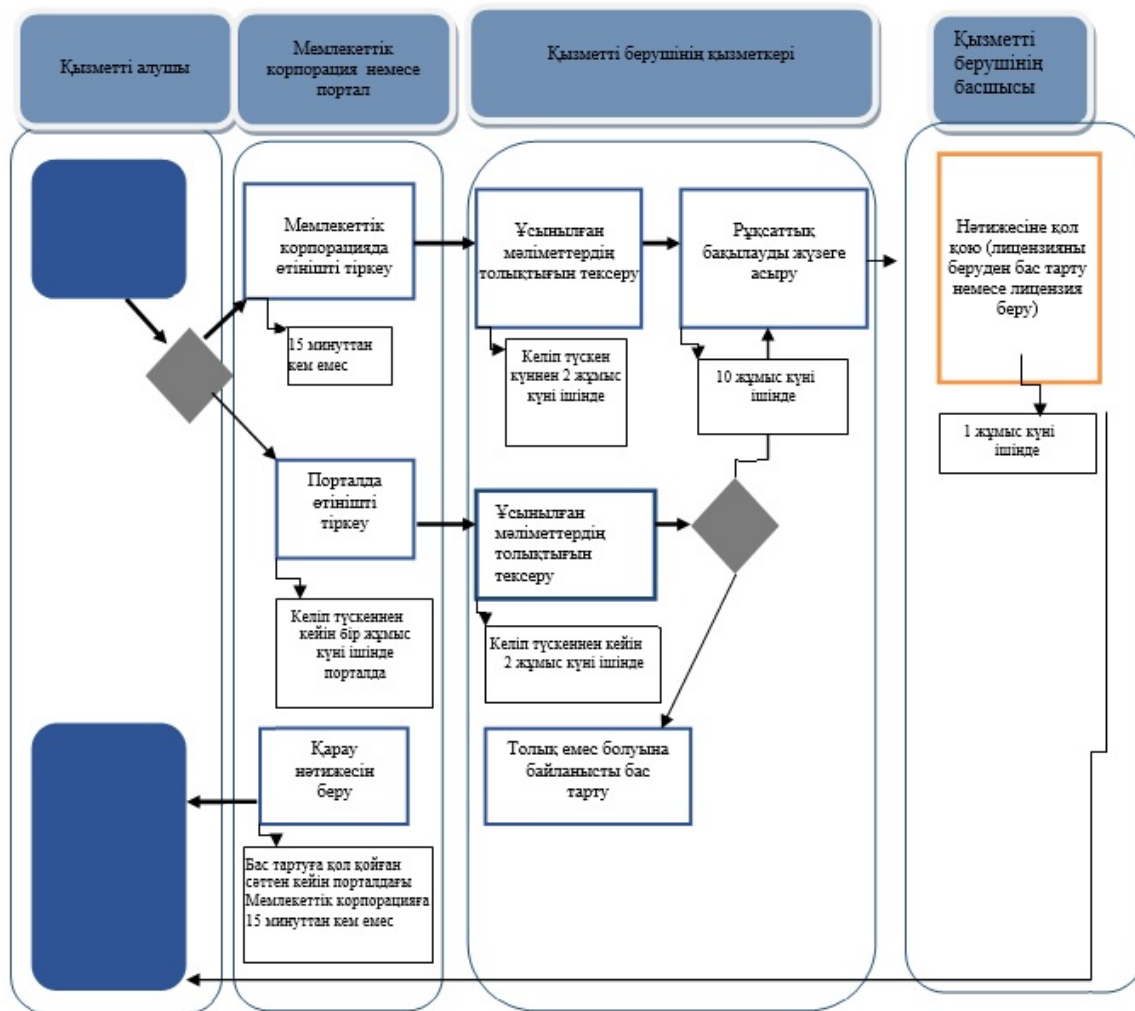 Қызметті алушы
Мемлекеттік
корпорация немесе
портал
Қызметті берушінің қызметкері
Қызметті
берушінің
басшысы
Мемлекеттік
корпорацияда
өтінішті тіркеу
15 минуттан
кем емес
Ұсынылған
мәліметтердің
толықтығын тексеру
Келіп түскен
күннен 2 жұмыс
күні ішінде
Рұқсаттық
бақылауды жүзеге
асыру
10 жұмыс күні
ішінде
Нәтижесіне қол
қою (лицензияны
беруден бас тарту
немесе лицензия
беру)
1 жұмыс күні
ішінде
Порталда
өтінішті
тіркеу
Келіп түскеннен
кейін бір жұмыс
күні ішінде
порталда
Ұсынылған
мәліметтердің
толықтығын
тексеру
Келіп түскеннен кейін
2 жұмыс күні ішінде
Толық емес болуына
байланысты бас
тарту
Қарау
нәтижесін
беру
Бас тартуға қол қойған
сәттен кейін порталдағы
Мемлекеттік корпорацияға
15 минуттан кем емес